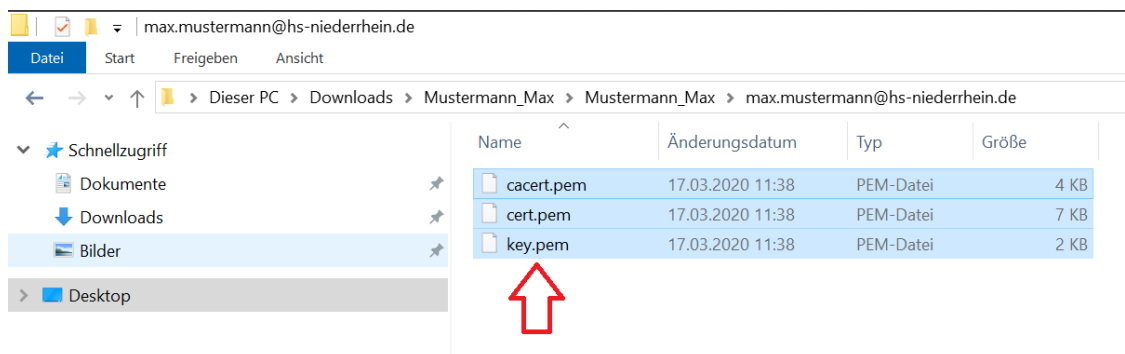 max.mustermann@hs-niederrhein.de
Datei Start Freigeben Ansicht
Dieser PC > Downloads > Mustermann_Max > Mustermann_Max > max.mustermann@hs-niederrhein.de
Schnellzugriff
Dokumente
Downloads
Bilder
Desktop
Name Änderungsdatum Typ Größe
cacert.pem 17.03.2020 11:38 PEM-Datei 4 KB
cert.pem 17.03.2020 11:38 PEM-Datei 7 KB
key.pem 17.03.2020 11:38 PEM-Datei 2 KB